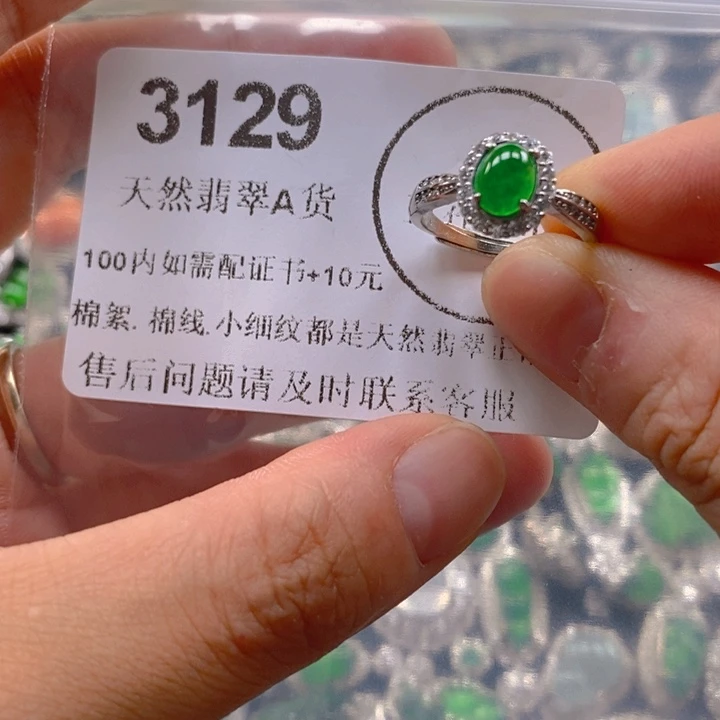 3129
天然翡翠A货
100内如需配证书+10元
棉絮.棉线.小细纹都是天然翡翠正
售后问题请及时联系客服